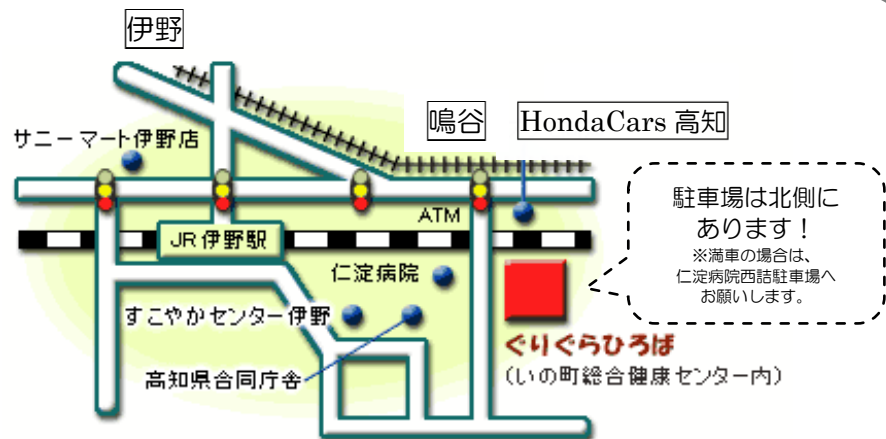 伊野
鳴谷
HondaCars 高知
サニーマート伊野店
ATM
JR伊野駅
仁淀病院
すこやかセンター伊野
高知県合同庁舎
駐車場は北側に
あります！
※満車の場合は、
仁淀病院西詰駐車場へ
お願いします。
ぐりぐらひろば
(いの町総合健康センター内)